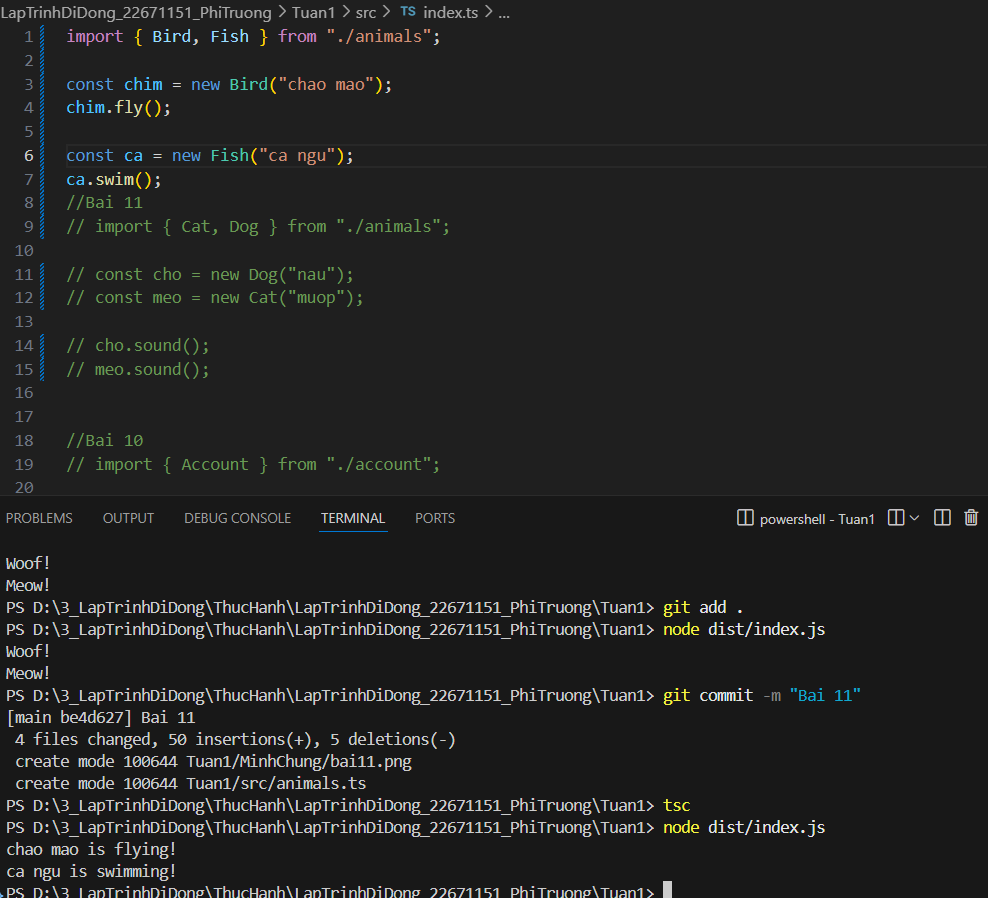 LapTrinhDiDong_22671151_PhiTruong > Tuan1 > src > TS index.ts > ...
1 import { Bird, Fish } from "./animals";
2
3 const chim = new Bird("chao mao");
4 chim.fly();
5
6 const ca = new Fish("ca ngu");
7 ca.swim();
8 //Bai 11
9 // import { Cat, Dog } from "./animals";
10
11 // const cho = new Dog("nau");
12 // const meo = new Cat("muop");
13
14 // cho.sound();
15 // meo.sound();
16
17
18 //Bai 10
19 // import { Account } from "./account";
20
PROBLEMS OUTPUT DEBUG CONSOLE TERMINAL PORTS powershell - Tuan1
Woof!
Meow!
PS D:\3_LapTrinhDiDong\ThucHanh\LapTrinhDiDong_22671151_PhiTruong\Tuan1> git add .
PS D:\3_LapTrinhDiDong\ThucHanh\LapTrinhDiDong_22671151_PhiTruong\Tuan1> node dist/index.js
Woof!
Meow!
PS D:\3_LapTrinhDiDong\ThucHanh\LapTrinhDiDong_22671151_PhiTruong\Tuan1> git commit -m "Bai 11"
[main be4d627] Bai 11
4 files changed, 50 insertions(+), 5 deletions(-)
create mode 100644 Tuan1/MinhChung/bai11.png
create mode 100644 Tuan1/src/animals.ts
PS D:\3_LapTrinhDiDong\ThucHanh\LapTrinhDiDong_22671151_PhiTruong\Tuan1> tsc
PS D:\3_LapTrinhDiDong\ThucHanh\LapTrinhDiDong_22671151_PhiTruong\Tuan1> node dist/index.js
chao mao is flying!
ca ngu is swimming!
PS D:\3_LapTrinhDiDong\ThucHanh\LapTrinhDiDong_22671151_PhiTruong\Tuan1>